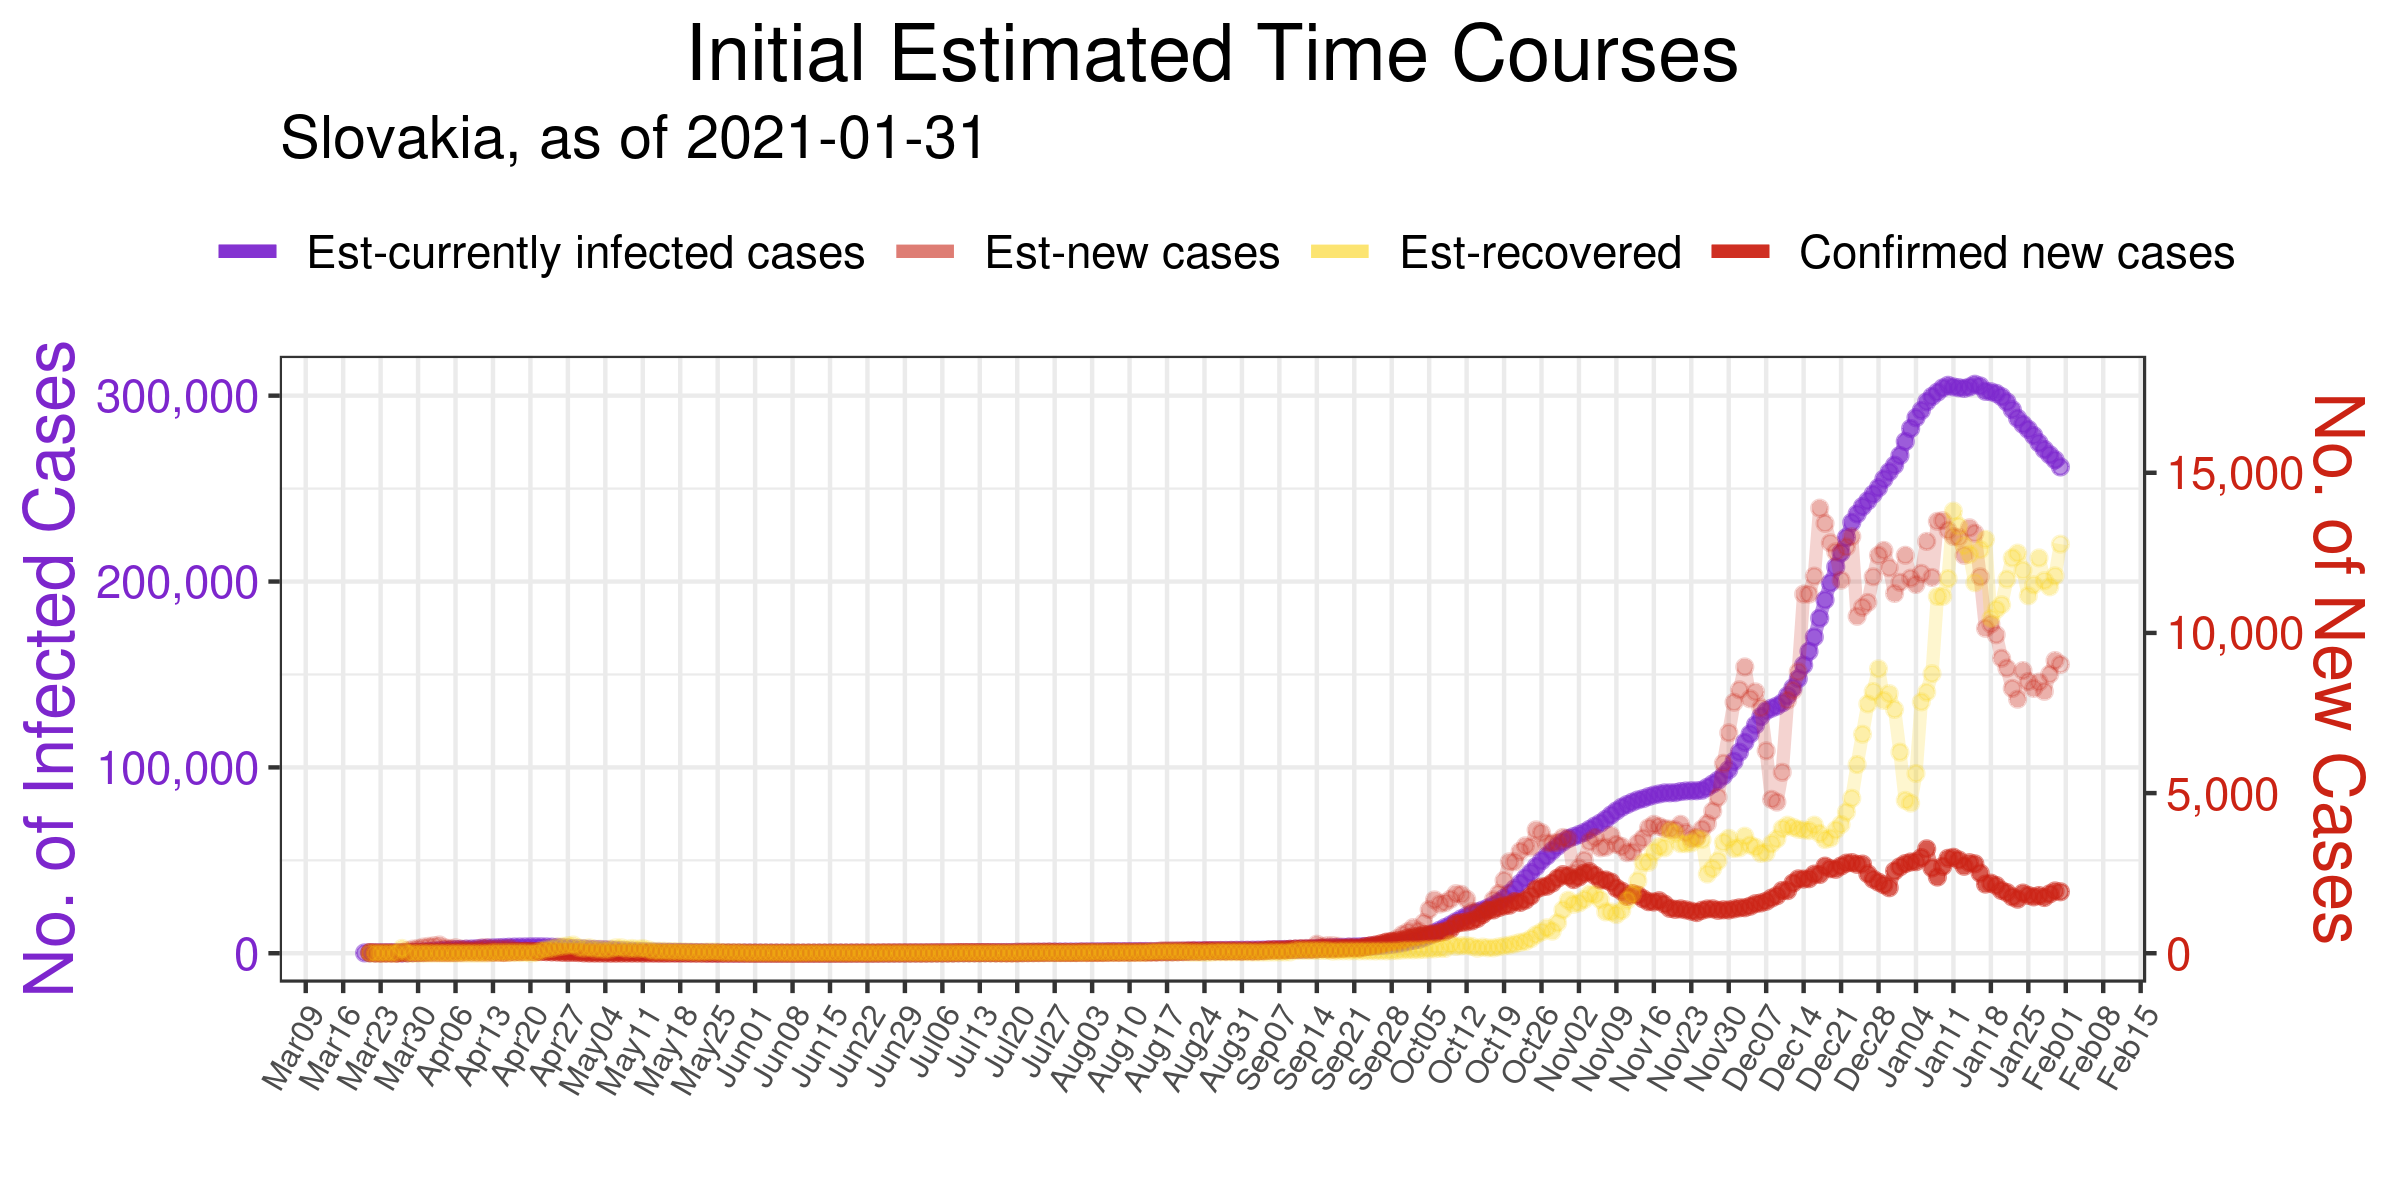 Initial Estimated Time Courses
Slovakia, as of 2021-01-31
Est-currently infected cases Est-new cases Est-recovered Confirmed new cases
No. of Infected Cases
300,000
200,000
100,000
0
15,000
10,000
5,000
0
No. of New Cases
Mar09 Mar16 Mar23 Mar30 Apr06 Apr13 Apr20 Apr27 May04 May11 May18 May25 Jun01 Jun08 Jun15 Jun22 Jun29 Jul06 Jul13 Jul20 Jul27 Aug03 Aug10 Aug17 Aug24 Aug31 Sep07 Sep14 Sep21 Sep28 Oct05 Oct12 Oct19 Oct26 Nov02 Nov09 Nov16 Nov23 Nov30 Dec07 Dec14 Dec21 Dec28 Jan04 Jan11 Jan18 Jan25 Feb01 Feb08 Feb15